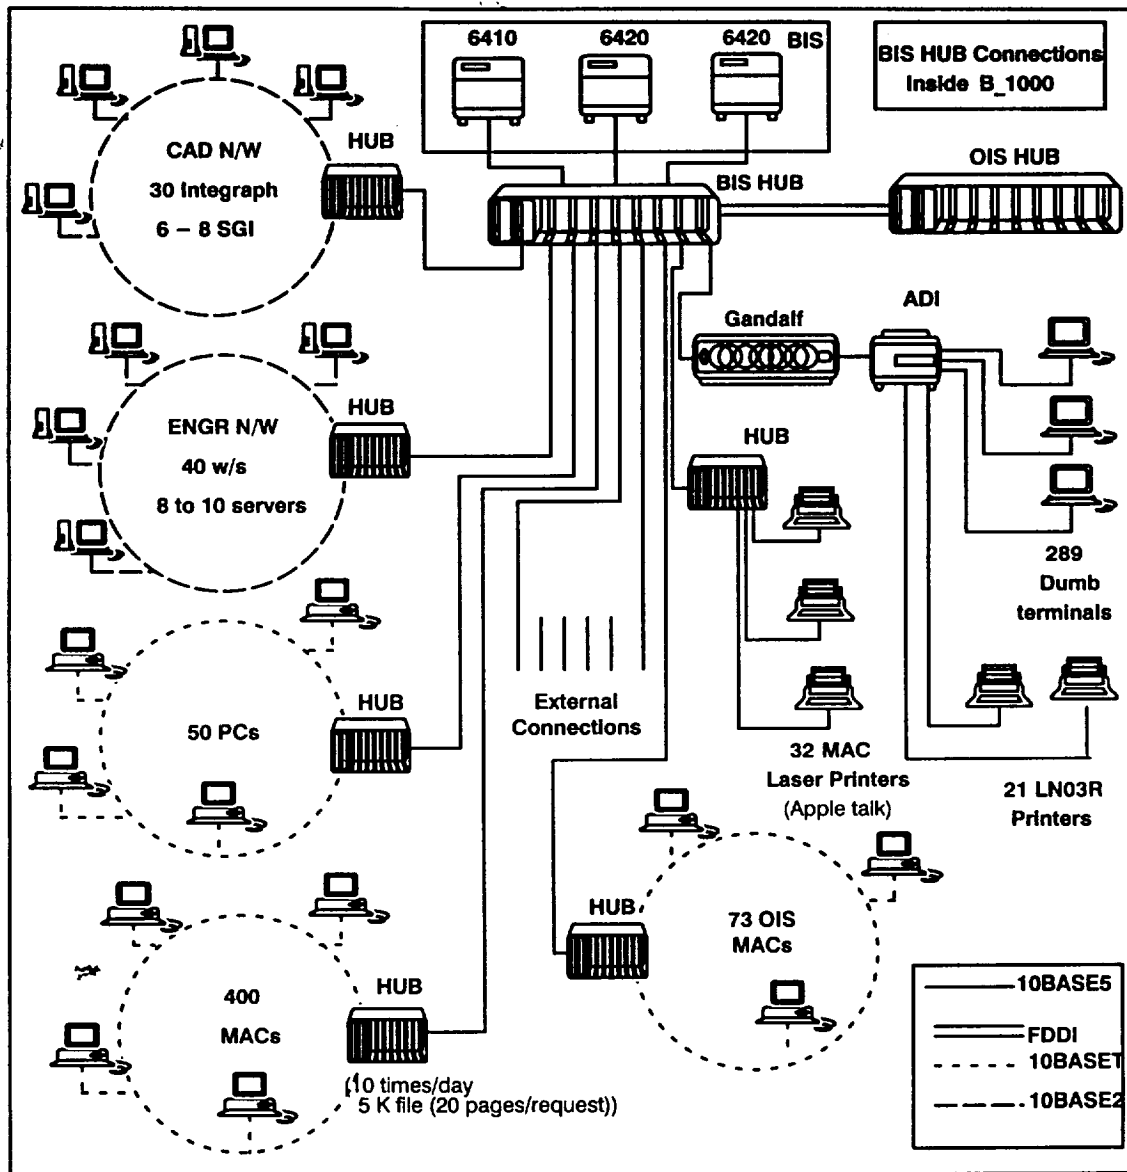 6410
6420
6420
BIS
BIS HUB Connections
Inside B_1000
HUB
CAD N/W
30 Integraph
6 – 8 SGI
BIS HUB
OIS HUB
ADI
Gandalf
HUB
ENGR N/W
40 w/s
8 to 10 servers
HUB
289
Dumb
terminals
HUB
50 PCs
External
Connections
32 MAC
Laser Printers
(Apple talk)
21 LN03R
Printers
HUB
73 OIS
MACs
HUB
400
MACs
(10 times/day
5 K file (20 pages/request))
10BASE5
FDDI
10BASET
10BASE2